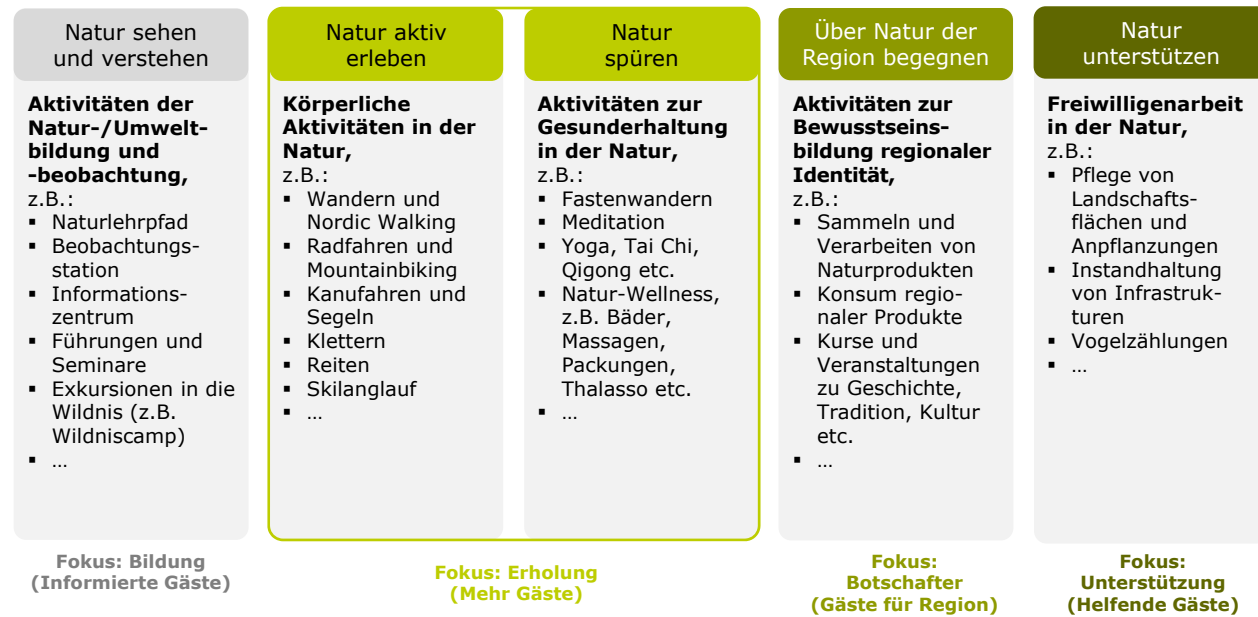 Natur sehen
und verstehen
Aktivitäten der
Natur-/Umwelt-
bildung und
-beobachtung,
z.B.:
▪ Naturlehrpfad
▪ Beobachtungs-
station
▪ Informations-
zentrum
▪ Führungen und
Seminare
▪ Exkursionen in die
Wildnis (z.B.
Wildniscamp)
▪ …
Fokus: Bildung
(Informierte Gäste)
Natur aktiv
erleben
Körperliche
Aktivitäten in der
Natur,
z.B.:
▪ Wandern und
Nordic Walking
▪ Radfahren und
Mountainbiking
▪ Kanufahren und
Segeln
▪ Klettern
▪ Reiten
▪ Skilanglauf
▪ …
Natur
spüren
Aktivitäten zur
Gesunderhaltung
in der Natur,
z.B.:
▪ Fastenwandern
▪ Meditation
▪ Yoga, Tai Chi,
Qigong etc.
▪ Natur-Wellness,
z.B. Bäder,
Massagen,
Packungen,
Thalasso etc.
▪ …
Fokus: Erholung
(Mehr Gäste)
Über Natur der
Region begegnen
Aktivitäten zur
Bewusstseins-
bildung regionaler
Identität,
z.B.:
▪ Sammeln und
Verarbeiten von
Naturprodukten
▪ Konsum regio-
naler Produkte
▪ Kurse und
Veranstaltungen
zu Geschichte,
Tradition, Kultur
etc.
▪ …
Fokus:
Botschafter
(Gäste für Region)
Natur
unterstützen
Freiwilligenarbeit
in der Natur,
z.B.:
▪ Pflege von
Landschafts-
flächen und
Anpflanzungen
▪ Instandhaltung
von Infrastruk-
turen
▪ Vogelzählungen
▪ …
Fokus:
Unterstützung
(Helfende Gäste)